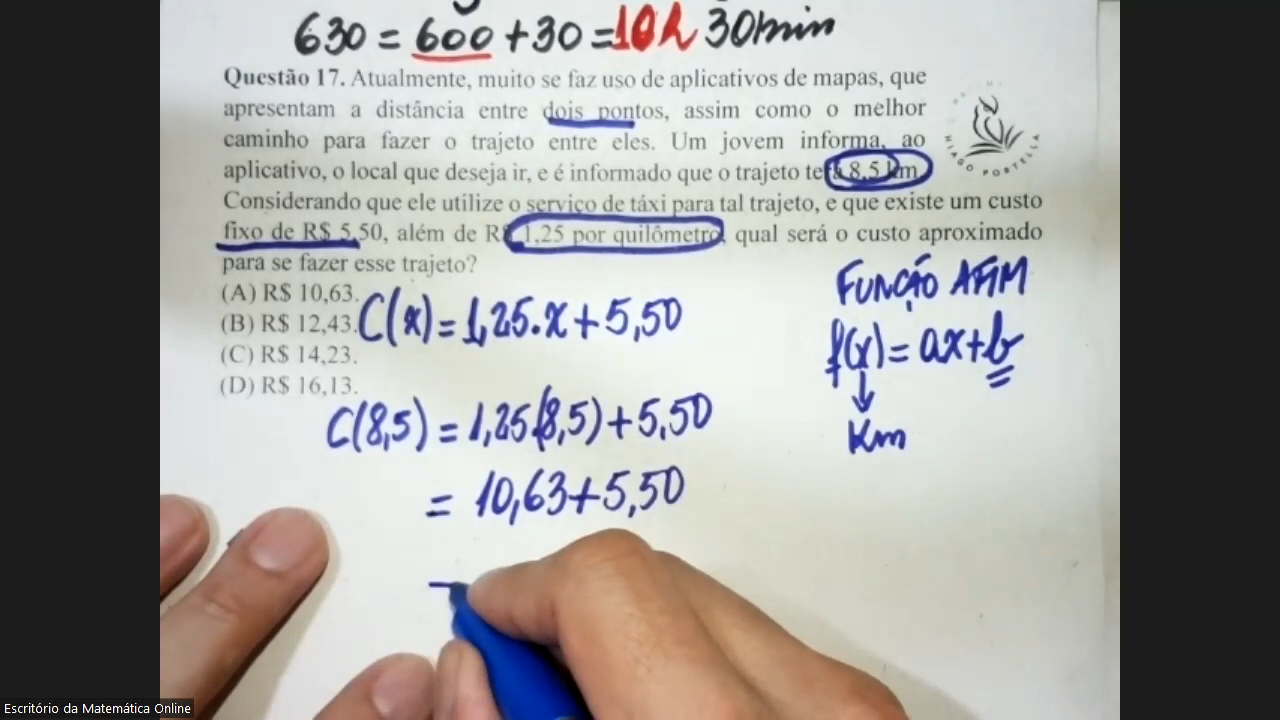 630 = 600 + 30 = 10h 30min
Questão 17. Atualmente, muito se faz uso de aplicativos de mapas, que
apresentam a distância entre dois pontos, assim como o melhor
caminho para fazer o trajeto entre eles. Um jovem informa, ao
aplicativo, o local que deseja ir, e é informado que o trajeto terá 8,5 km.
Considerando que ele utilize o serviço de táxi para tal trajeto, e que existe um custo
fixo de R$ 5,50, além de R$ 1,25 por quilômetro, qual será o custo aproximado
para se fazer esse trajeto?
(A) R$ 10,63.
(B) R$ 12,43.
(C) R$ 14,23.
(D) R$ 16,13.
C(x) = 1,25.x + 5,50
C(8,5) = 1,25.(8,5) + 5,50
= 10,63 + 5,50
FUNÇÃO AFIM
f(x) = ax + b
↓
Km
THIAGO PORTELLA
Escritório da Matemática Online